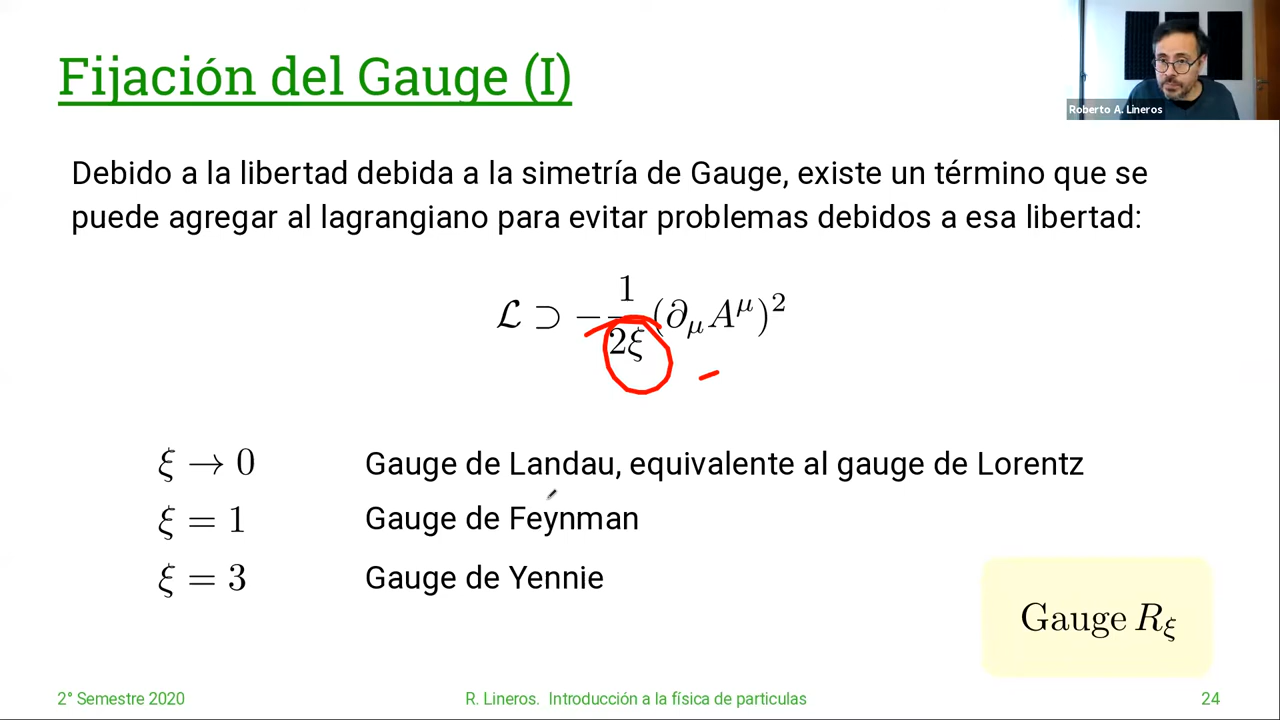 Fijación del Gauge (I)
Roberto A. Lineros
Debido a la libertad debida a la simetría de Gauge, existe un término que se
puede agregar al lagrangiano para evitar problemas debidos a esa libertad:
ℒ ⊃ −\frac{1}{2ξ}(∂_μ A^μ)^2
ξ → 0 Gauge de Landau, equivalente al gauge de Lorentz
ξ = 1 Gauge de Feynman
ξ = 3 Gauge de Yennie
Gauge R_ξ
2° Semestre 2020 R. Lineros. Introducción a la física de particulas 24